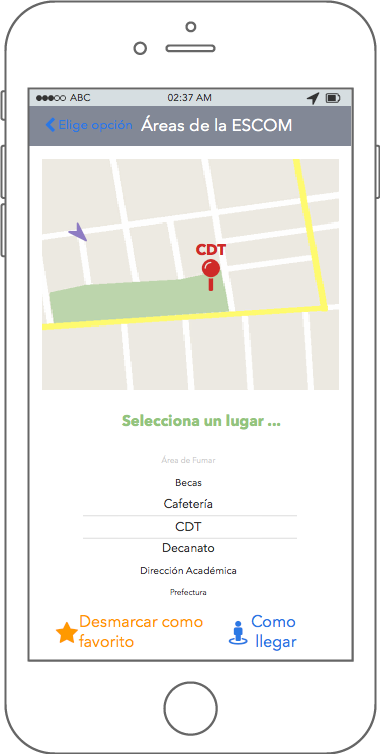 ABC 02:37 AM
Elige opción Áreas de la ESCOM
CDT
Selecciona un lugar ...
Área de Fumar
Becas
Cafetería
CDT
Decanato
Dirección Académica
Prefectura
Desmarcar como
favorito
Como
llegar